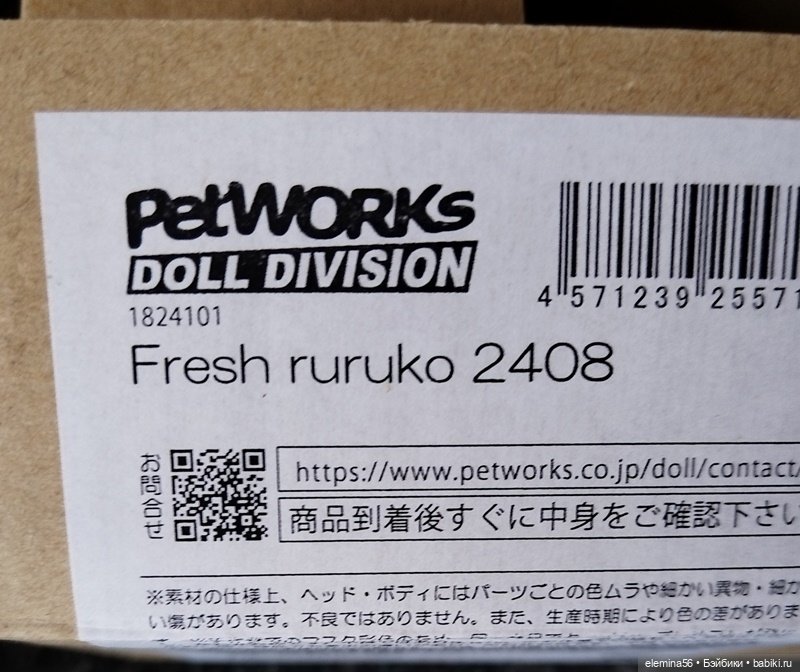 PetWORKs
DOLL DIVISION
1824101
Fresh ruruko 2408
4 571239 25571
お問合せ
https://www.petworks.co.jp/doll/contact/
商品到着後すぐに中身をご確認下さい
※素材の仕様上、ヘッド・ボディにはパーツごとの色ムラや細かい異物・細か
い傷があります。不良ではありません。また、生産時期により色の差がありま
elemina56 • Бэйбики • babiki.ru